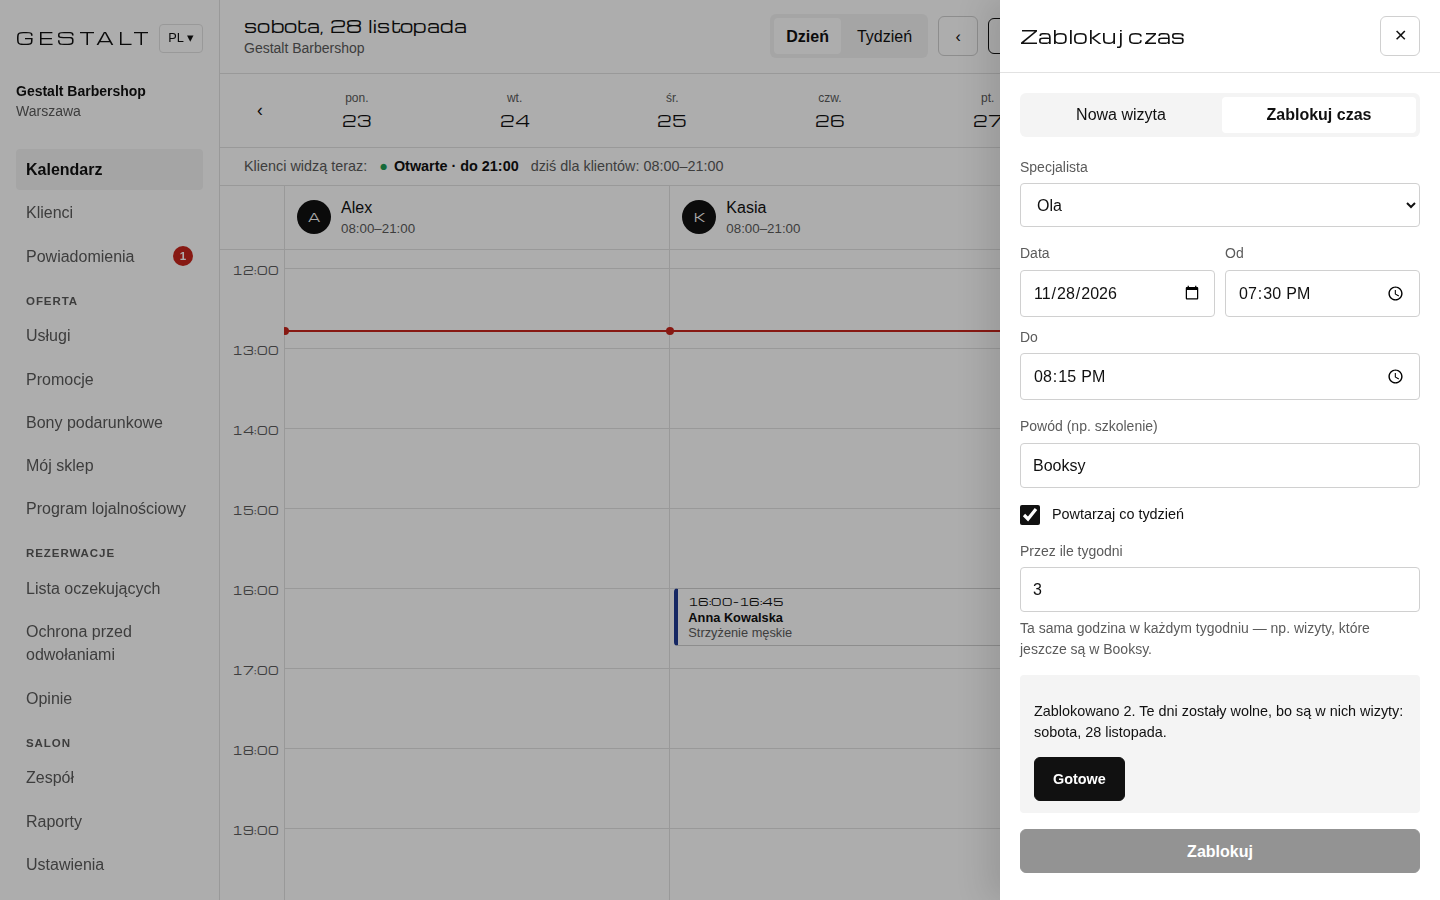 GESTALT
PL ▾
Gestalt Barbershop
Warszawa
Kalendarz
Klienci
Powiadomienia
1
OFERTA
Usługi
Promocje
Bony podarunkowe
Mój sklep
Program lojalnościowy
REZERWACJE
Lista oczekujących
Ochrona przed
odwołaniami
Opinie
SALON
Zespół
Raporty
Ustawienia
sobota, 28 listopada
Gestalt Barbershop
Dzień
Tydzień
‹
‹
pon.
23
wt.
24
śr.
25
czw.
26
pt.
27
Klienci widzą teraz: ● Otwarte · do 21:00 dziś dla klientów: 08:00–21:00
A
Alex
08:00–21:00
K
Kasia
08:00–21:00
12:00
13:00
14:00
15:00
16:00
17:00
18:00
19:00
16:00-16:45
Anna Kowalska
Strzyżenie męskie
Zablokuj czas
✕
Nowa wizyta
Zablokuj czas
Specjalista
Ola
Data
Od
11/28/2026
07:30 PM
Do
08:15 PM
Powód (np. szkolenie)
Booksy
Powtarzaj co tydzień
Przez ile tygodni
3
Ta sama godzina w każdym tygodniu — np. wizyty, które
jeszcze są w Booksy.
Zablokowano 2. Te dni zostały wolne, bo są w nich wizyty:
sobota, 28 listopada.
Gotowe
Zablokuj